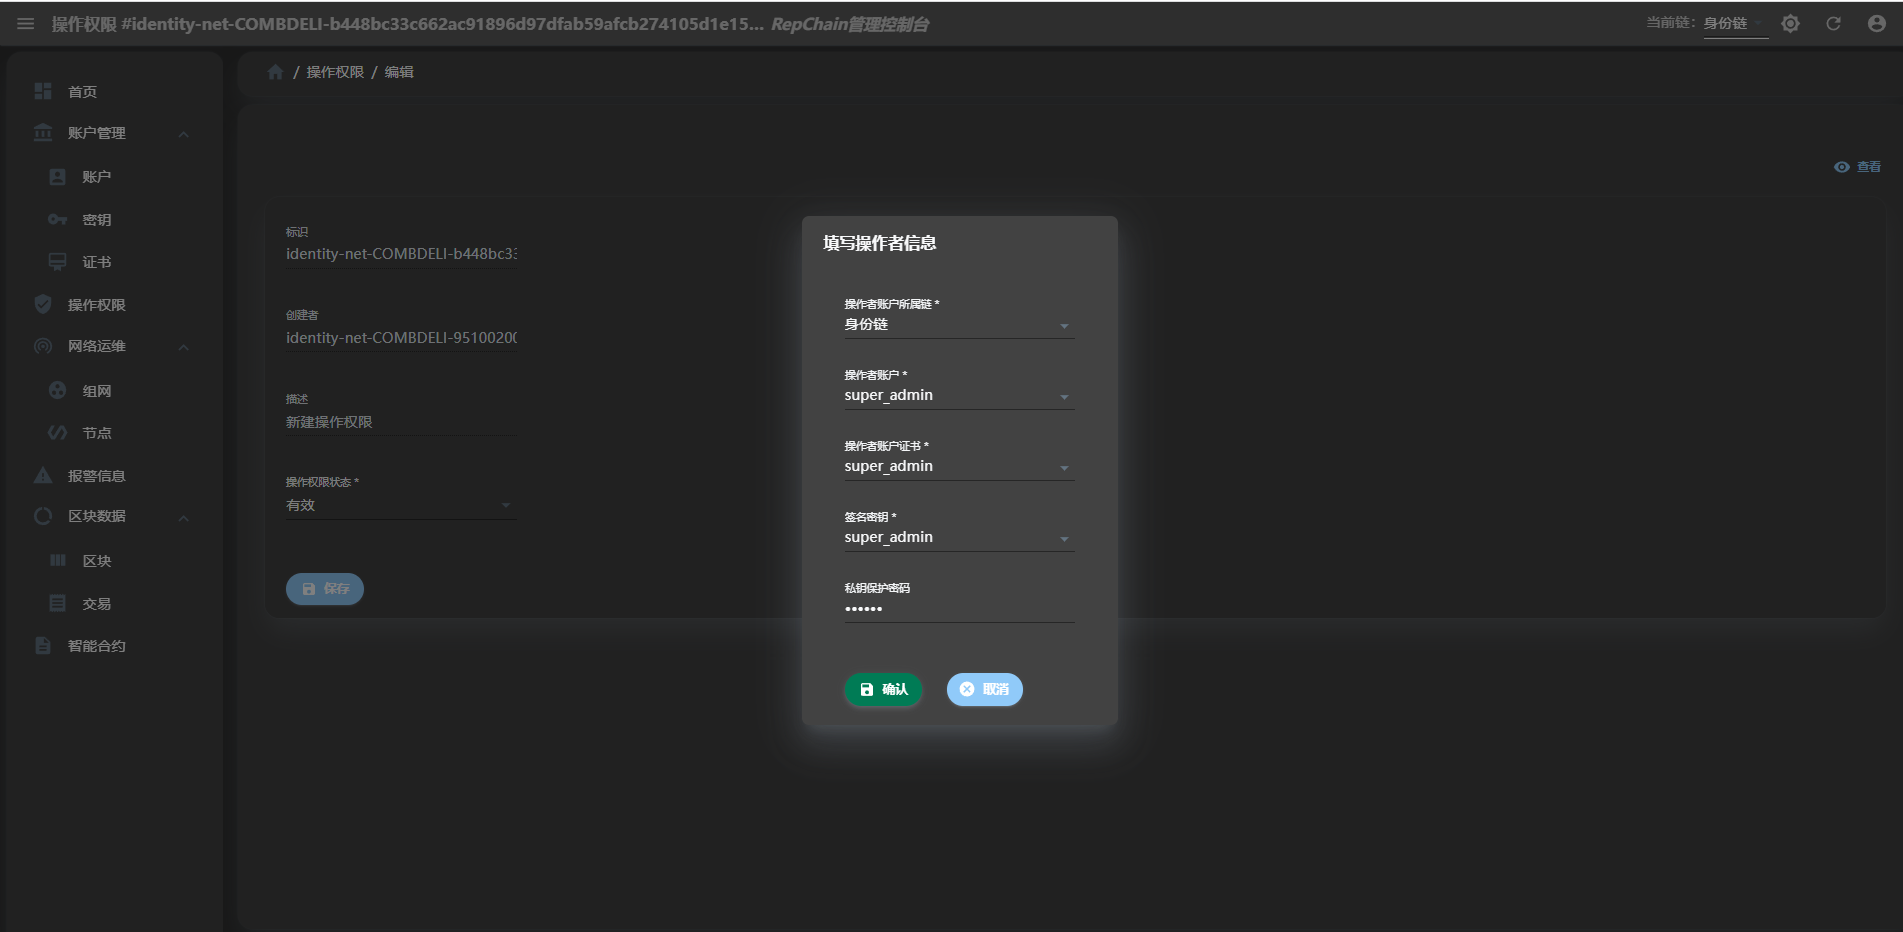 操作权限 #identity-net-COMBDELI-b448bc33c662ac91896d97dfab59afcb274105d1e15... RepChain管理控制台
当前链: 身份链
首页
账户管理
账户
密钥
证书
操作权限
网络运维
组网
节点
报警信息
区块数据
区块
交易
智能合约
/ 操作权限 / 编辑
查看
标识
identity-net-COMBDELI-b448bc33
创建者
identity-net-COMBDELI-95100200
描述
新建操作权限
操作权限状态 *
有效
保存
填写操作者信息
操作者账户所属链 *
身份链
操作者账户 *
super_admin
操作者账户证书 *
super_admin
签名密钥 *
super_admin
私钥保护密码
••••••
确认
取消